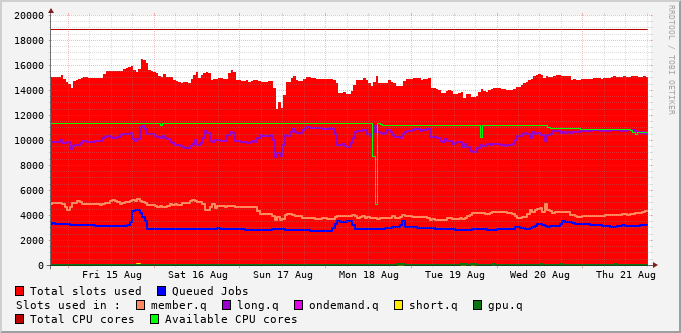 20000
18000
16000
14000
12000
10000
8000
6000
4000
2000
0
Fri 15 Aug Sat 16 Aug Sun 17 Aug Mon 18 Aug Tue 19 Aug Wed 20 Aug Thu 21 Aug
RRDTOOL / TOBI OETIKER
Total slots used Queued Jobs
Slots used in : member.q long.q ondemand.q short.q gpu.q
Total CPU cores Available CPU cores